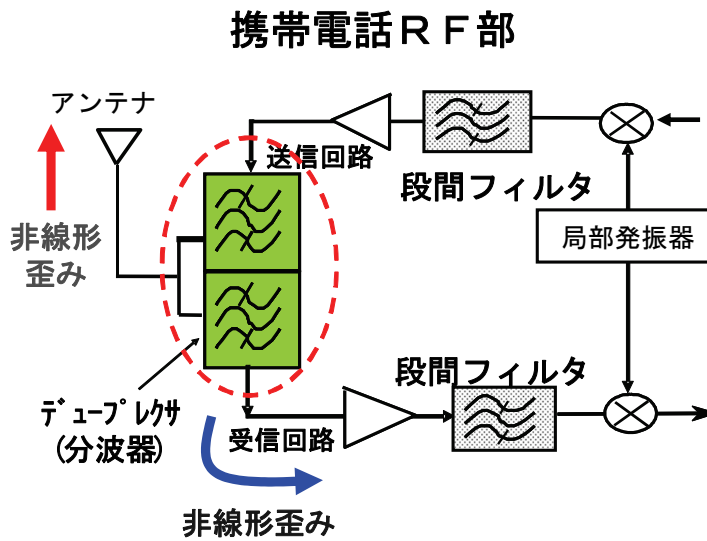 携帯電話ＲＦ部
アンテナ
送信回路
段間フィルタ
非線形
歪み
局部発振器
段間フィルタ
ﾃﾞｭｰﾌﾟﾚｸｻ
(分波器)
受信回路
非線形歪み